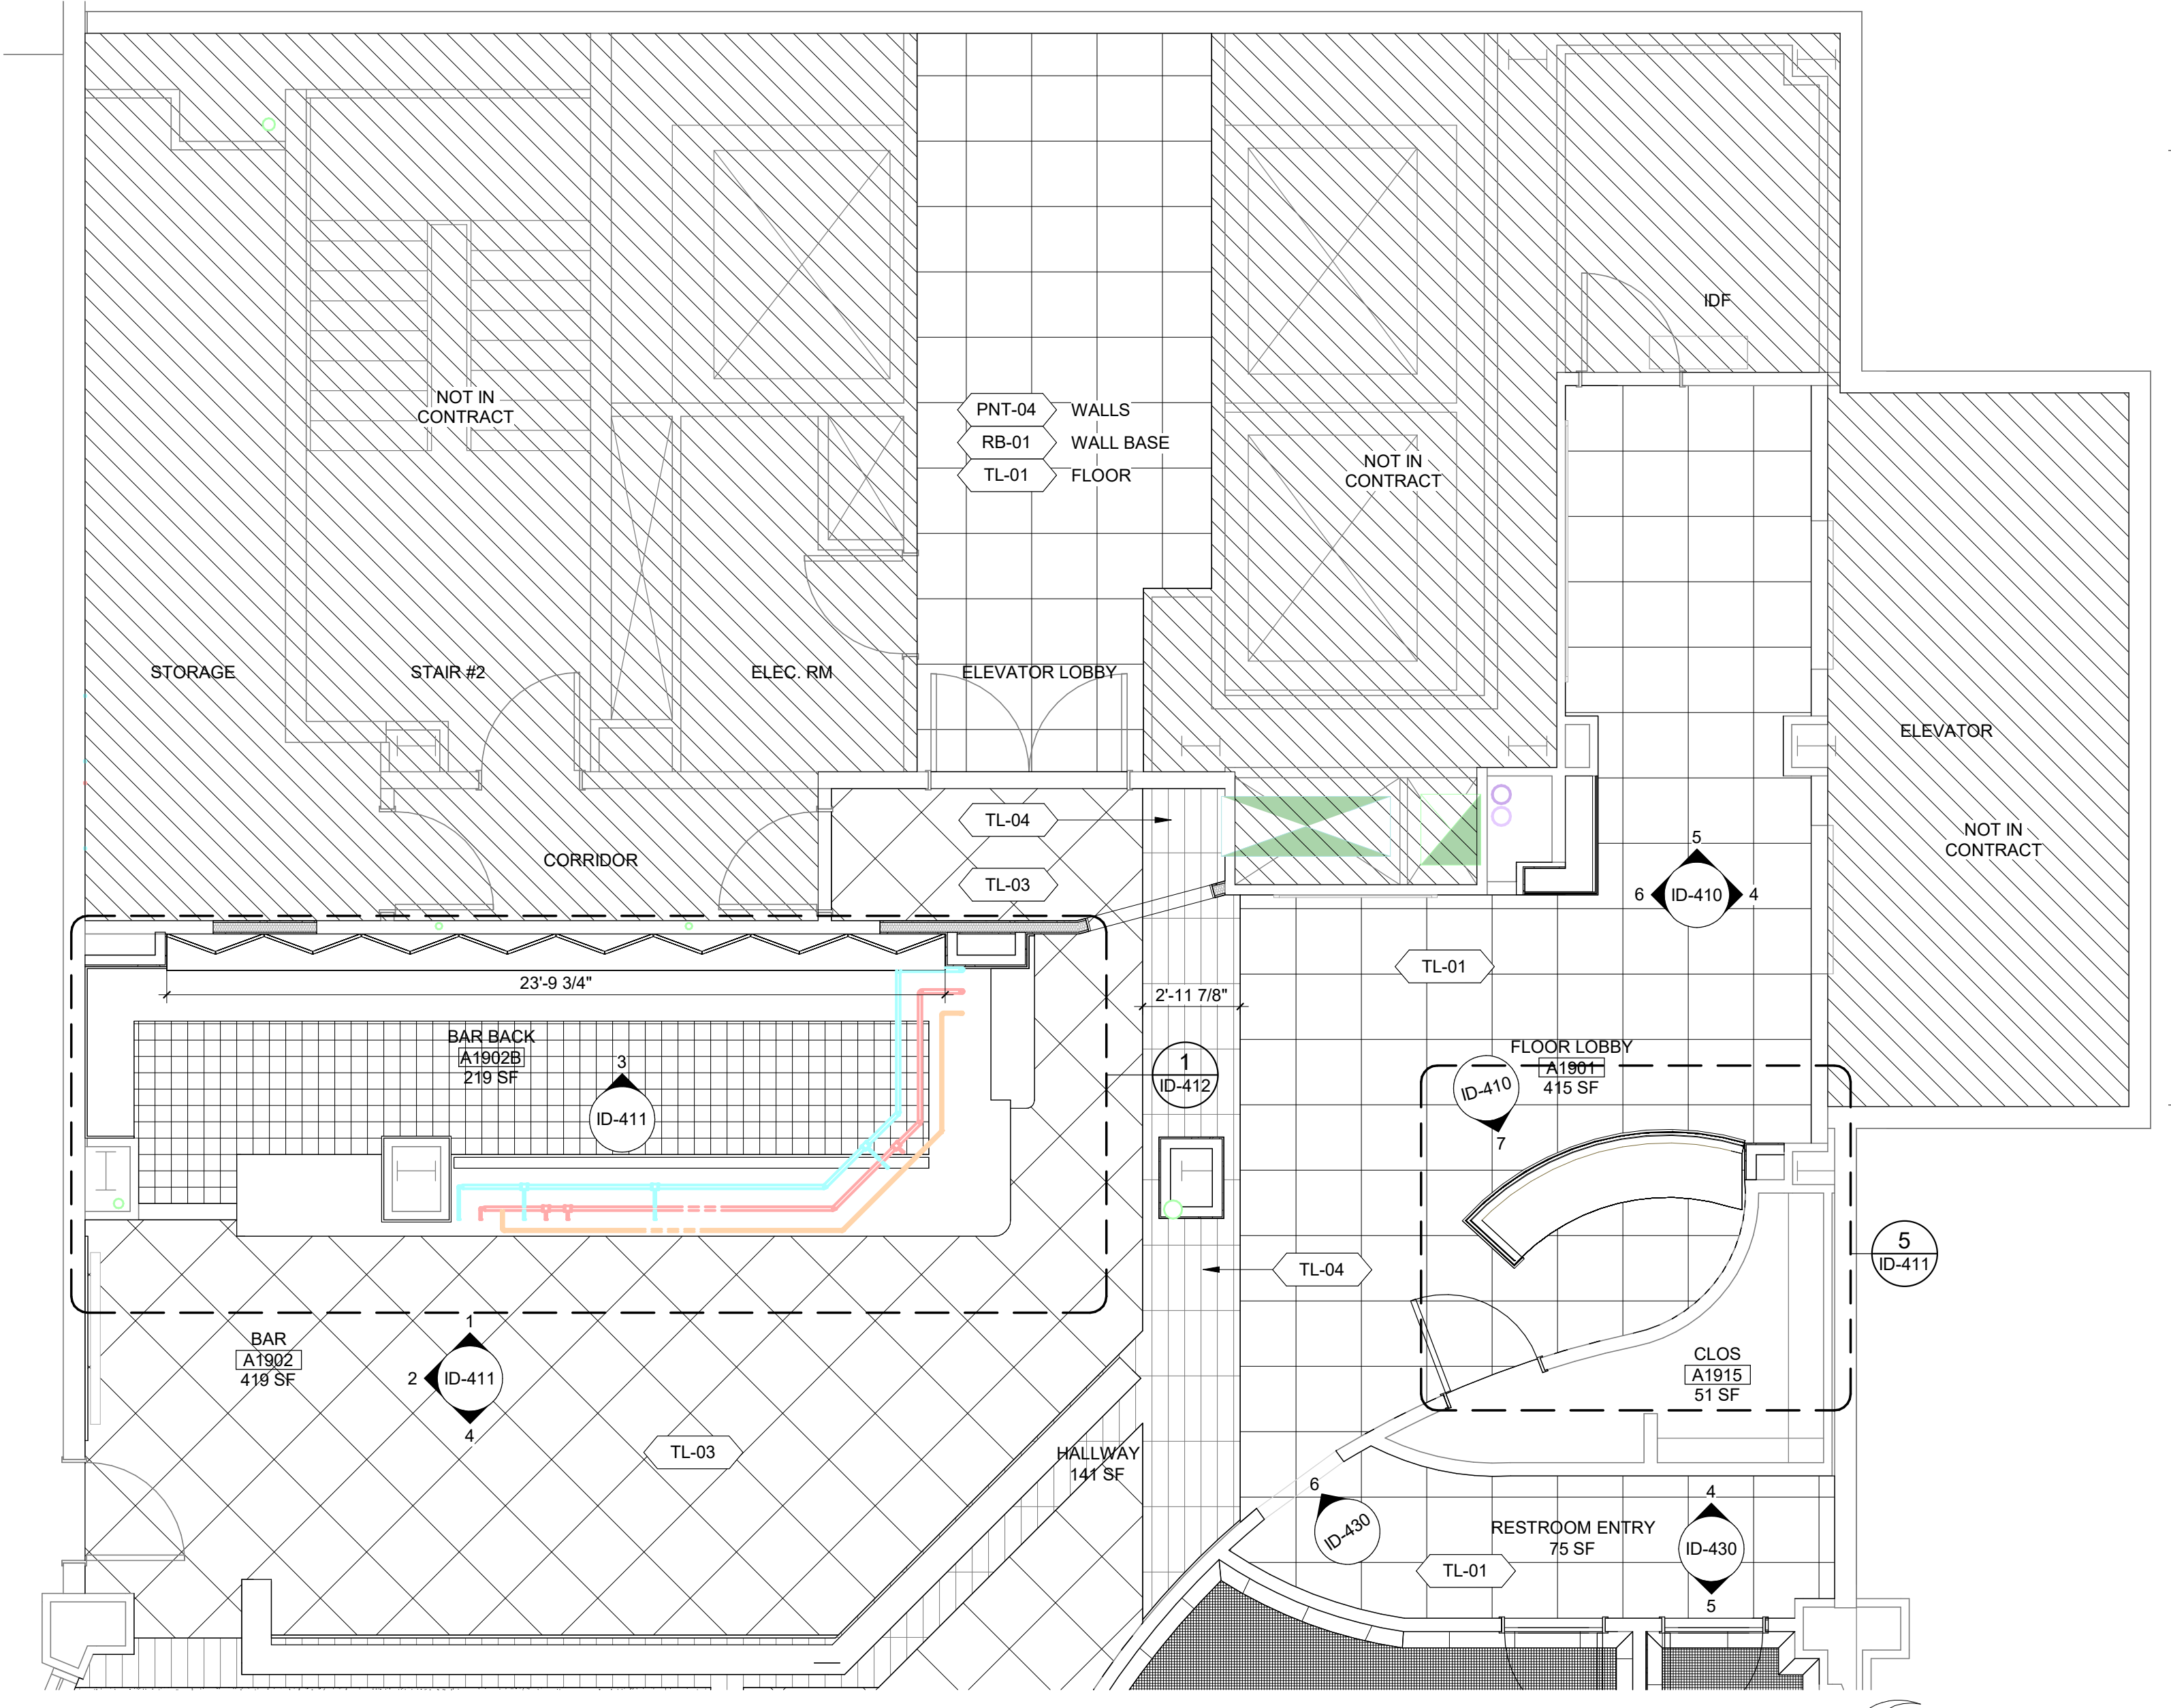 IDF
NOT IN
CONTRACT
PNT-04 WALLS
RB-01 WALL BASE
TL-01 FLOOR
NOT IN
CONTRACT
STORAGE
STAIR #2
ELEC. RM
ELEVATOR LOBBY
ELEVATOR
NOT IN
CONTRACT
CORRIDOR
TL-04
TL-03
5
6 ID-410 4
TL-01
23'-9 3/4"
2'-11 7/8"
BAR BACK
A1902B
219 SF
3
ID-411
1
ID-412
FLOOR LOBBY
A1901
415 SF
ID-410
7
TL-04
5
ID-411
BAR
A1902
419 SF
1
2 ID-411
4
CLOS
A1915
51 SF
TL-03
HALLWAY
141 SF
6
ID-430
RESTROOM ENTRY
75 SF
4
ID-430
5
TL-01